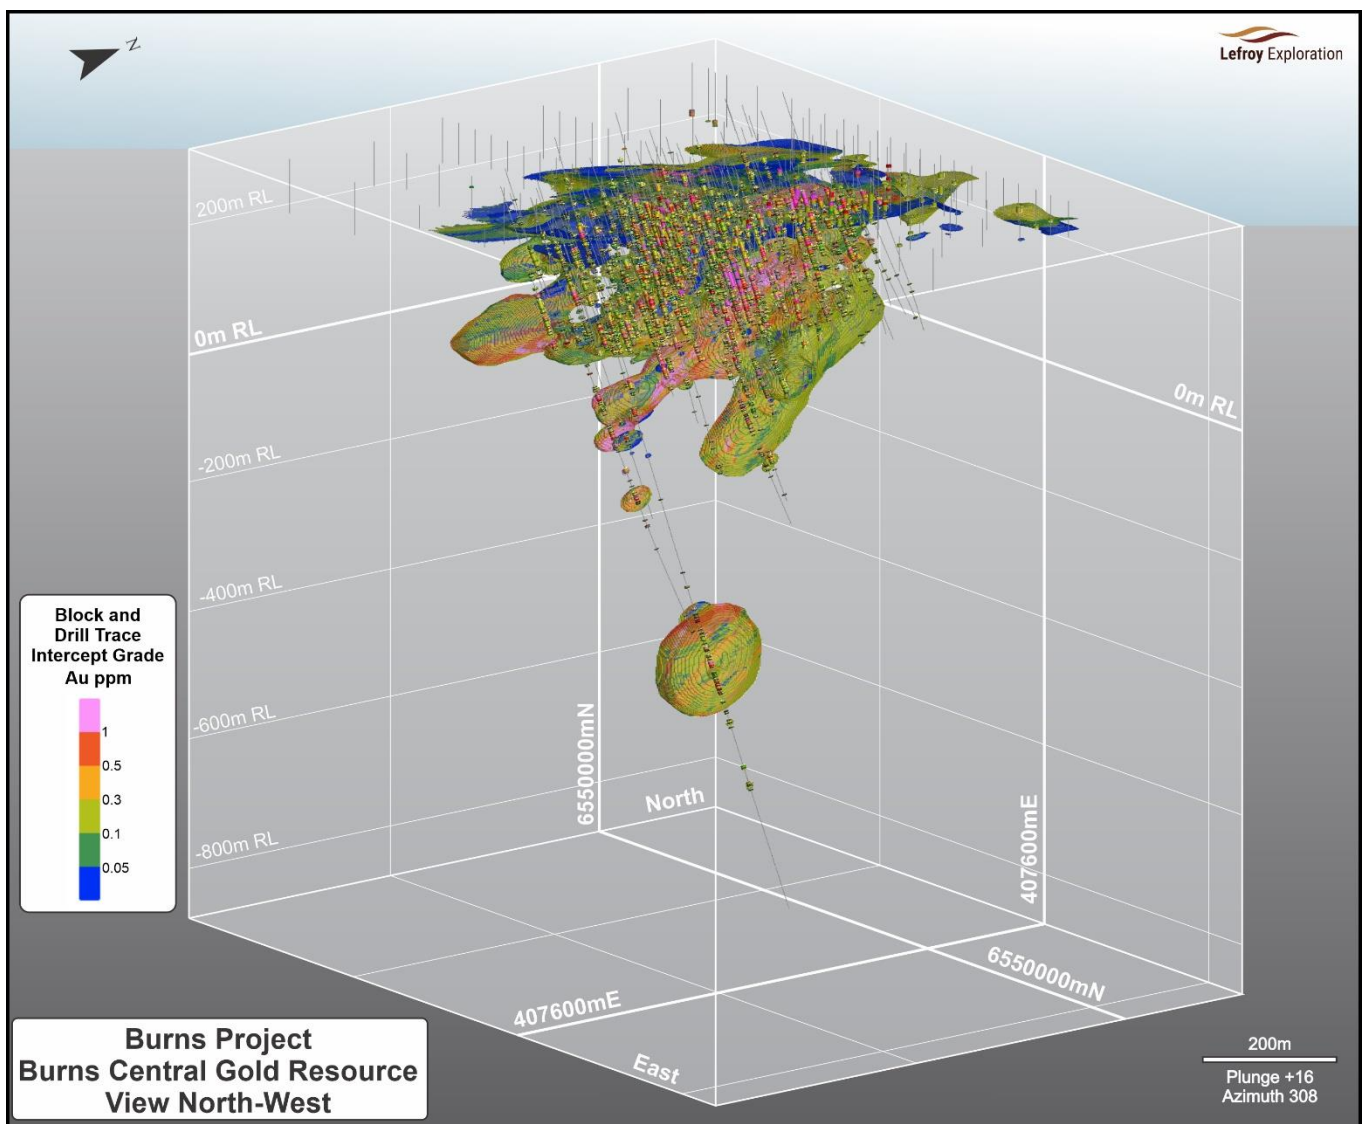 N
Lefroy Exploration
200m RL
0m RL
0m RL
-200m RL
-400m RL
-600m RL
-800m RL
Block and
Drill Trace
Intercept Grade
Au ppm
1
0.5
0.3
0.1
0.05
6550000mN
North
407600mE
407600mE
6550000mN
East
Burns Project
Burns Central Gold Resource
View North-West
200m
Plunge +16
Azimuth 308